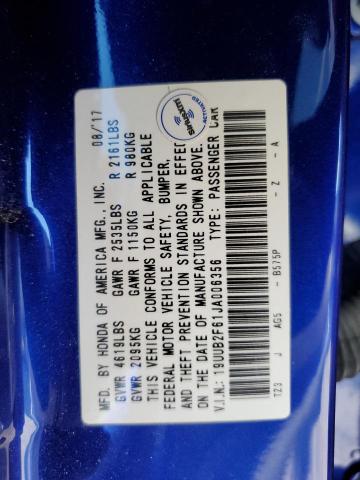 MFD. BY HONDA OF AMERICA MFG., INC. 08/17
GVWR 4619LBS GAWR F 2535LBS R 2161LBS
GVWR 2095KG GAWR F 1150KG R 980KG
THIS VEHICLE CONFORMS TO ALL APPLICABLE
FEDERAL MOTOR VEHICLE SAFETY, BUMPER,
AND THEFT PREVENTION STANDARDS IN EFFECT
ON THE DATE OF MANUFACTURE SHOWN ABOVE.
V.I.N.: 19UUB2F61JA006356 TYPE: PASSENGER CAR
T23 J AG5 - B575P - Z - A
SIRIUSXM
ACTIVATED